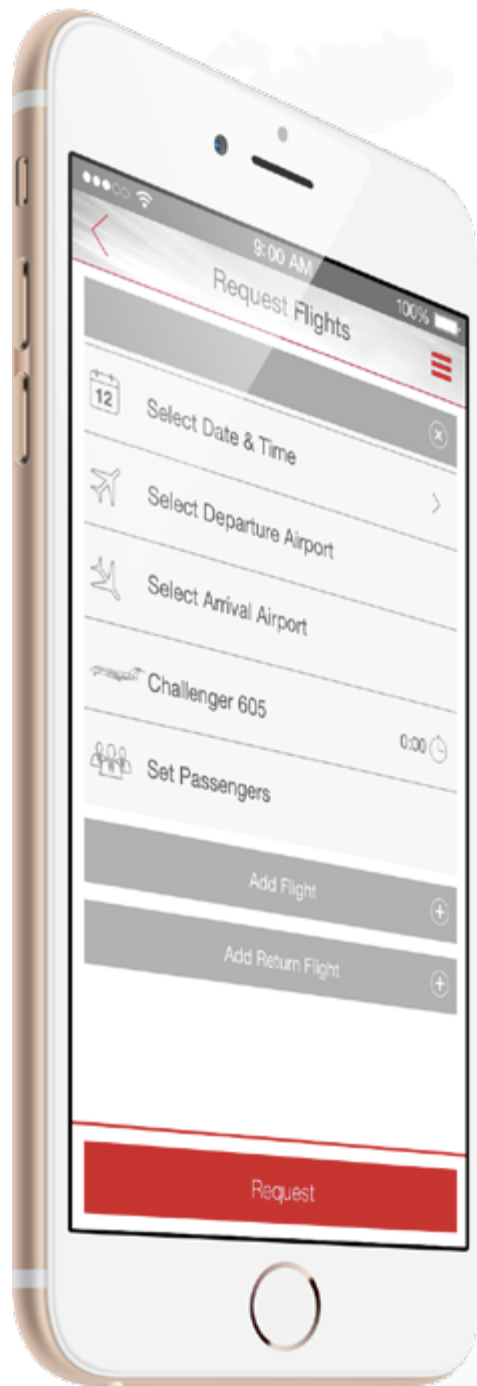 9:00 AM
100%
Request Flights
12
Select Date & Time
Select Departure Airport
Select Arrival Airport
Challenger 605
0:00
Set Passengers
Add Flight
Add Return Flight
Request